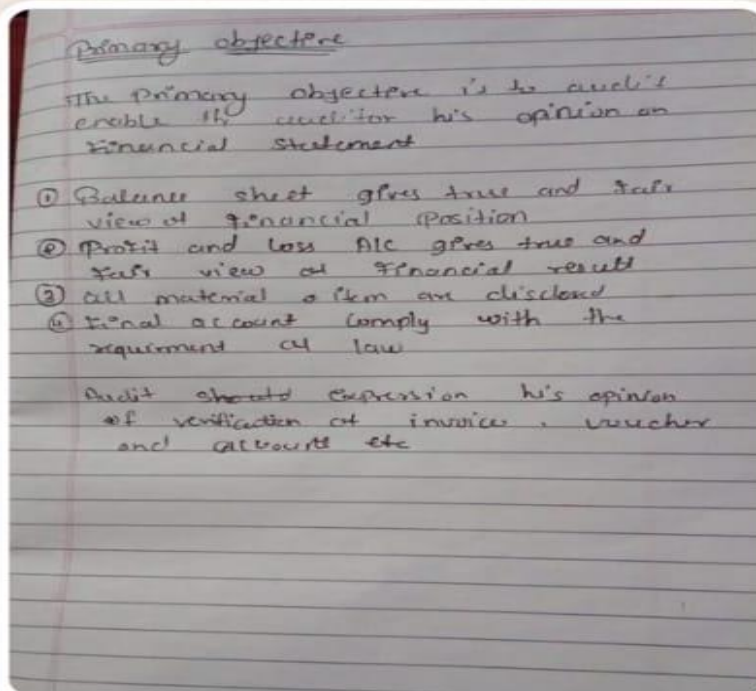 Primary objective
The Primary objective is to audit
enable the auditor his opinion on
Financial Statement
① Balance sheet gives true and fair
view of financial Position
② Profit and Loss A/C gives true and
fair view of Financial result
③ all material item are disclosed
④ Final account comply with the
requirment of law
Audit should expression his opinion
of verification of invoice, voucher
and accounts etc